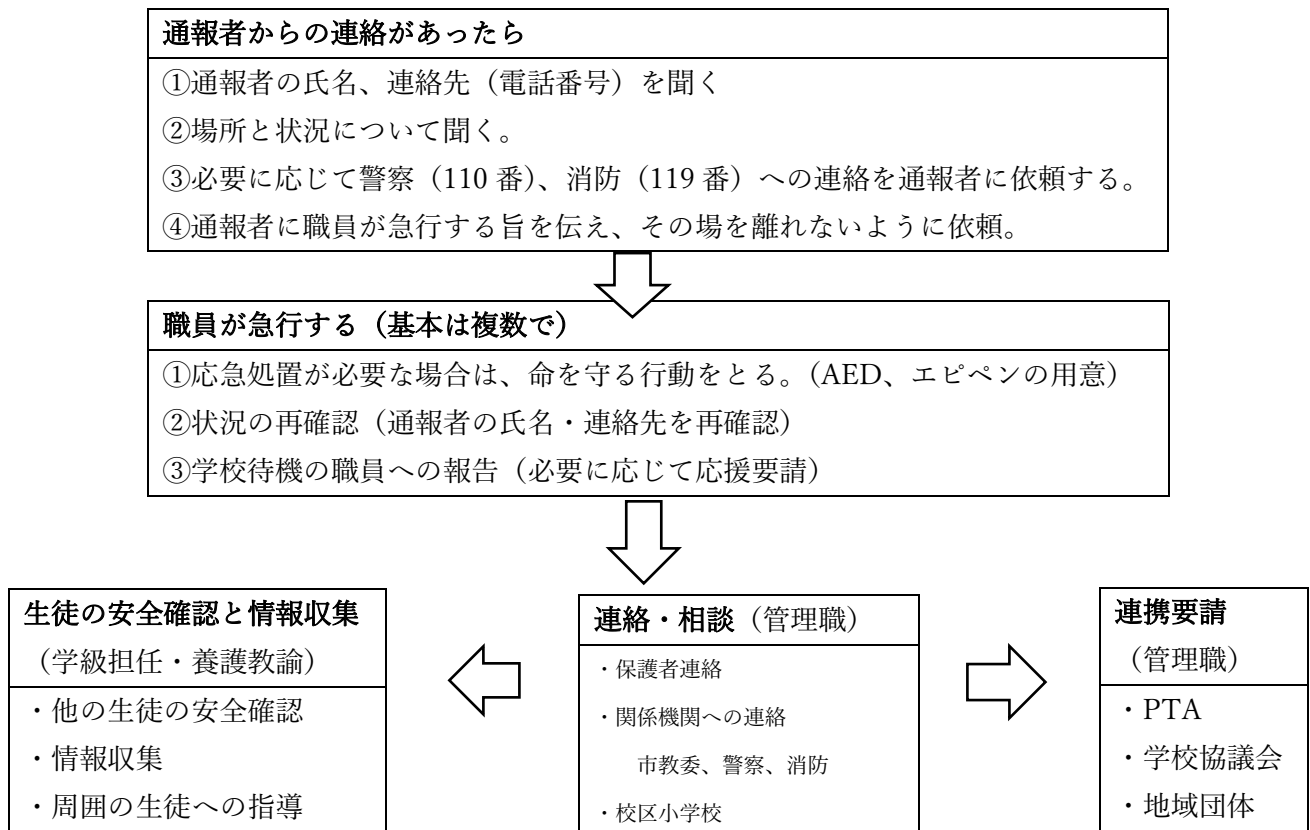 通報者からの連絡があったら
①通報者の氏名、連絡先（電話番号）を聞く
②場所と状況について聞く。
③必要に応じて警察（110 番）、消防（119 番）への連絡を通報者に依頼する。
④通報者に職員が急行する旨を伝え、その場を離れないように依頼。
職員が急行する（基本は複数で）
①応急処置が必要な場合は、命を守る行動をとる。（AED、エピペンの用意）
②状況の再確認（通報者の氏名・連絡先を再確認）
③学校待機の職員への報告（必要に応じて応援要請）
生徒の安全確認と情報収集
（学級担任・養護教諭）
・他の生徒の安全確認
・情報収集
・周囲の生徒への指導
連絡・相談（管理職）
・保護者連絡
・関係機関への連絡
市教委、警察、消防
・校区小学校
連携要請
（管理職）
・PTA
・学校協議会
・地域団体